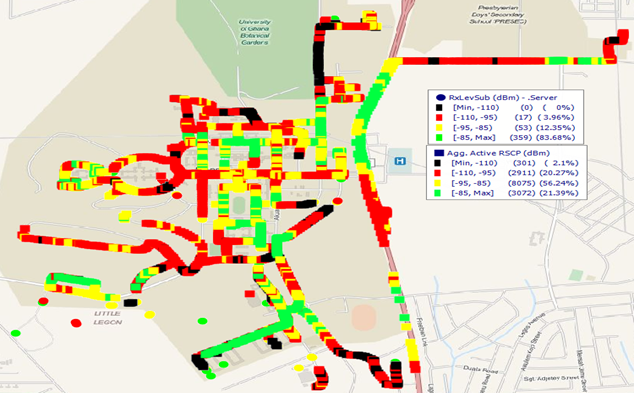 Presbyterian
Boys' Secondary
School (PRESEC)
University
of Ghana
Botanical
Gardens
RxLevSub (dBm) - .Server
[Min, -110) (0) ( 0%)
[-110, -95) (17) ( 3.96%)
[-95, -85) (53) (12.35%)
[-85, Max] (359) (83.68%)
H
Agg. Active RSCP (dBm)
[Min, -110) (301) ( 2.1%)
[-110, -95) (2911) (20.27%)
[-95, -85) (8075) (56.24%)
[-85, Max] (3072) (21.39%)
LITTLE
LEGON